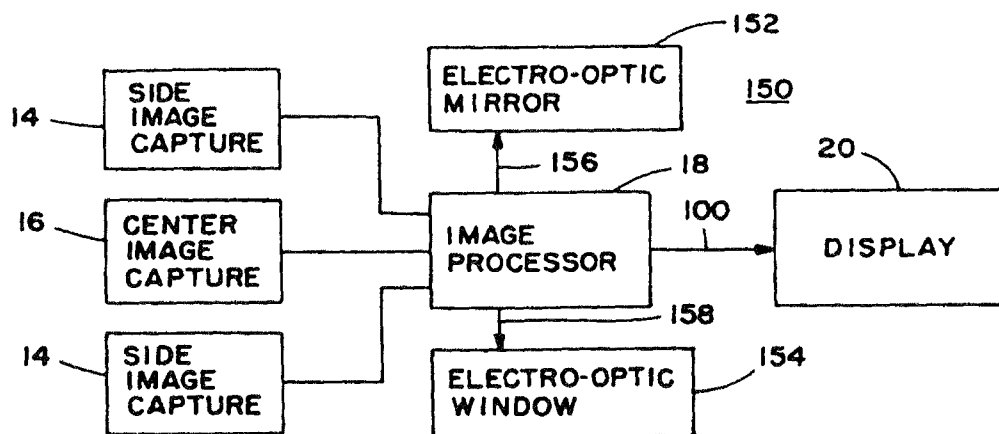 152
ELECTRO-OPTIC
MIRROR
150
14
SIDE
IMAGE
CAPTURE
156
18
20
16
CENTER
IMAGE
CAPTURE
IMAGE
PROCESSOR
100
DISPLAY
158
14
SIDE
IMAGE
CAPTURE
ELECTRO-OPTIC
WINDOW
154